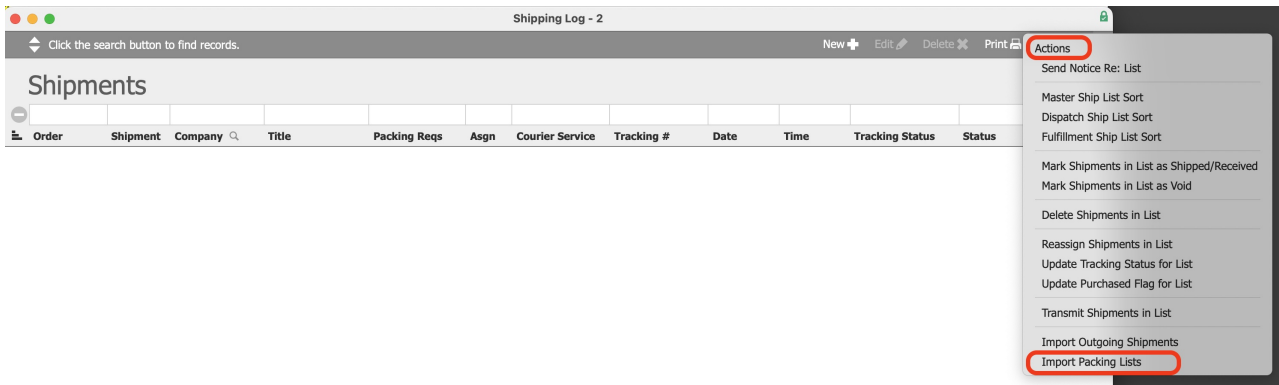 Shipping Log - 2
Click the search button to find records.
New Edit Delete Print
Shipments
Order Shipment Company Title Packing Reqs Asgn Courier Service Tracking # Date Time Tracking Status Status
Actions
Send Notice Re: List
Master Ship List Sort
Dispatch Ship List Sort
Fulfillment Ship List Sort
Mark Shipments in List as Shipped/Received
Mark Shipments in List as Void
Delete Shipments in List
Reassign Shipments in List
Update Tracking Status for List
Update Purchased Flag for List
Transmit Shipments in List
Import Outgoing Shipments
Import Packing Lists